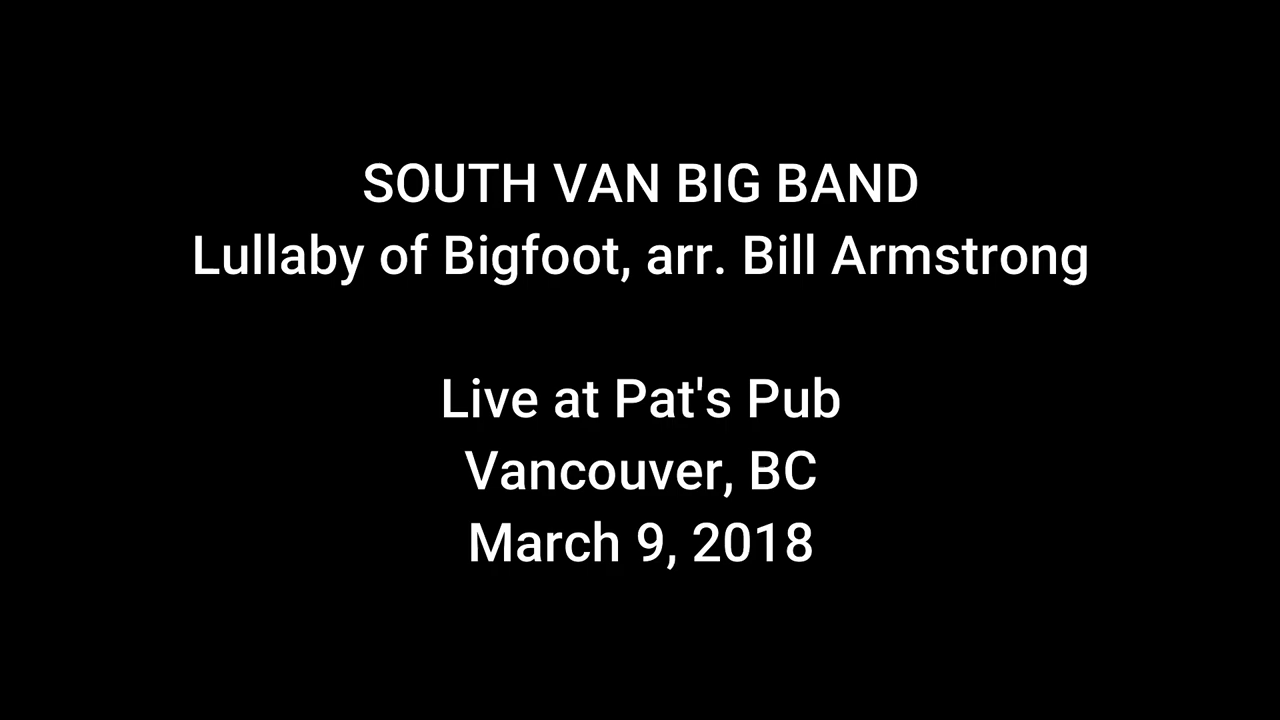 SOUTH VAN BIG BAND
Lullaby of Bigfoot, arr. Bill Armstrong
Live at Pat's Pub
Vancouver, BC
March 9, 2018